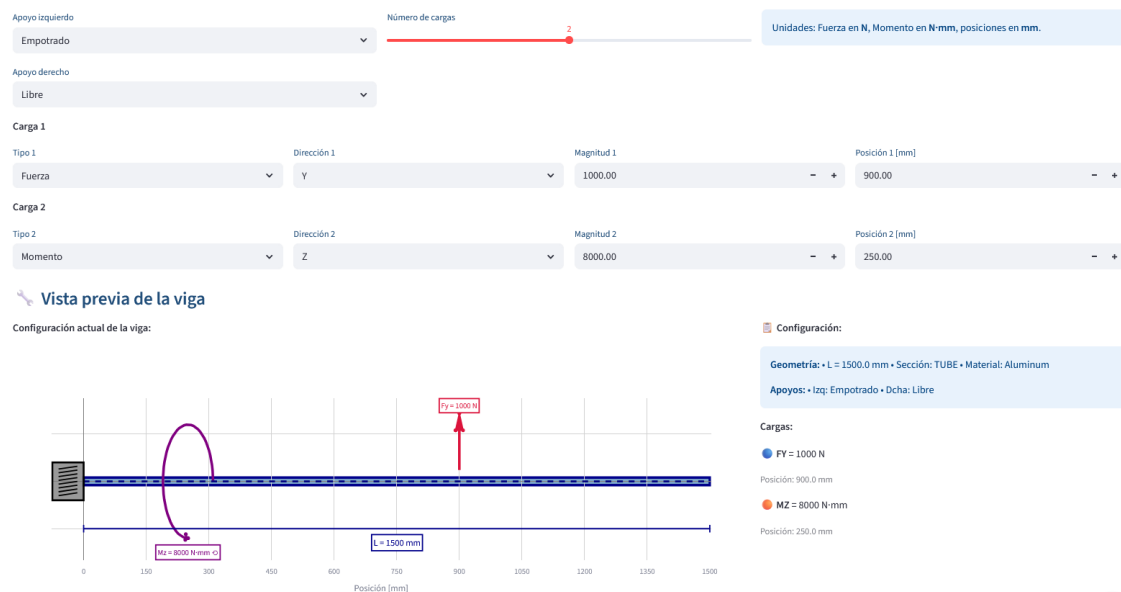 Apoyo izquierdo
Número de cargas
Empotrado
2
Unidades: Fuerza en N, Momento en N·mm, posiciones en mm.
Apoyo derecho
Libre
Carga 1
Tipo 1
Dirección 1
Magnitud 1
Posición 1 [mm]
Fuerza
Y
1000.00
− +
900.00
− +
Carga 2
Tipo 2
Dirección 2
Magnitud 2
Posición 2 [mm]
Momento
Z
8000.00
− +
250.00
− +
Vista previa de la viga
Configuración actual de la viga:
Configuración:
Geometría: • L = 1500.0 mm • Sección: TUBE • Material: Aluminum
Apoyos: • Izq: Empotrado • Dcha: Libre
Cargas:
FY = 1000 N
Posición: 900.0 mm
MZ = 8000 N·mm
Posición: 250.0 mm
Fy = 1000 N
L = 1500 mm
Mz = 8000 N·mm ⟲
0 150 300 450 600 750 900 1050 1200 1350 1500
Posición [mm]